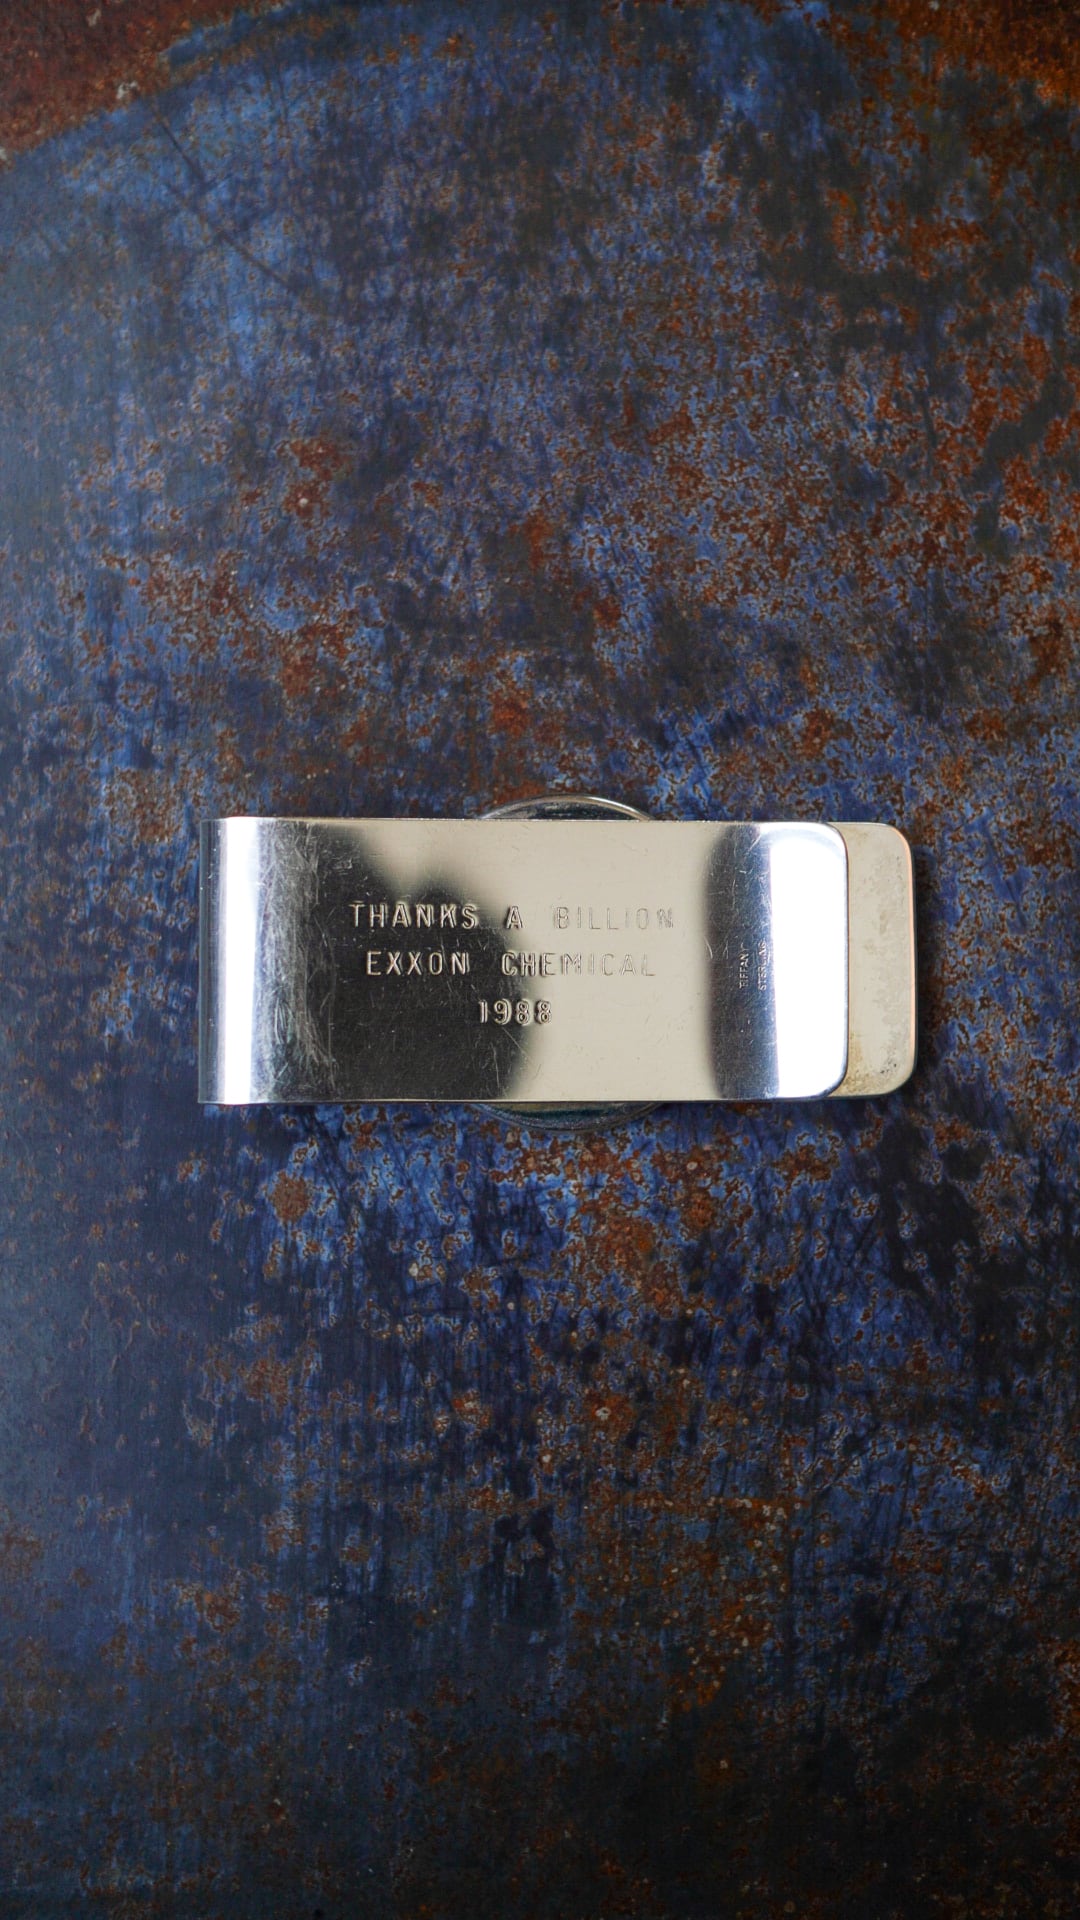 THANKS A BILLION
EXXON CHEMICAL
1988
TIFFANY
STERLING